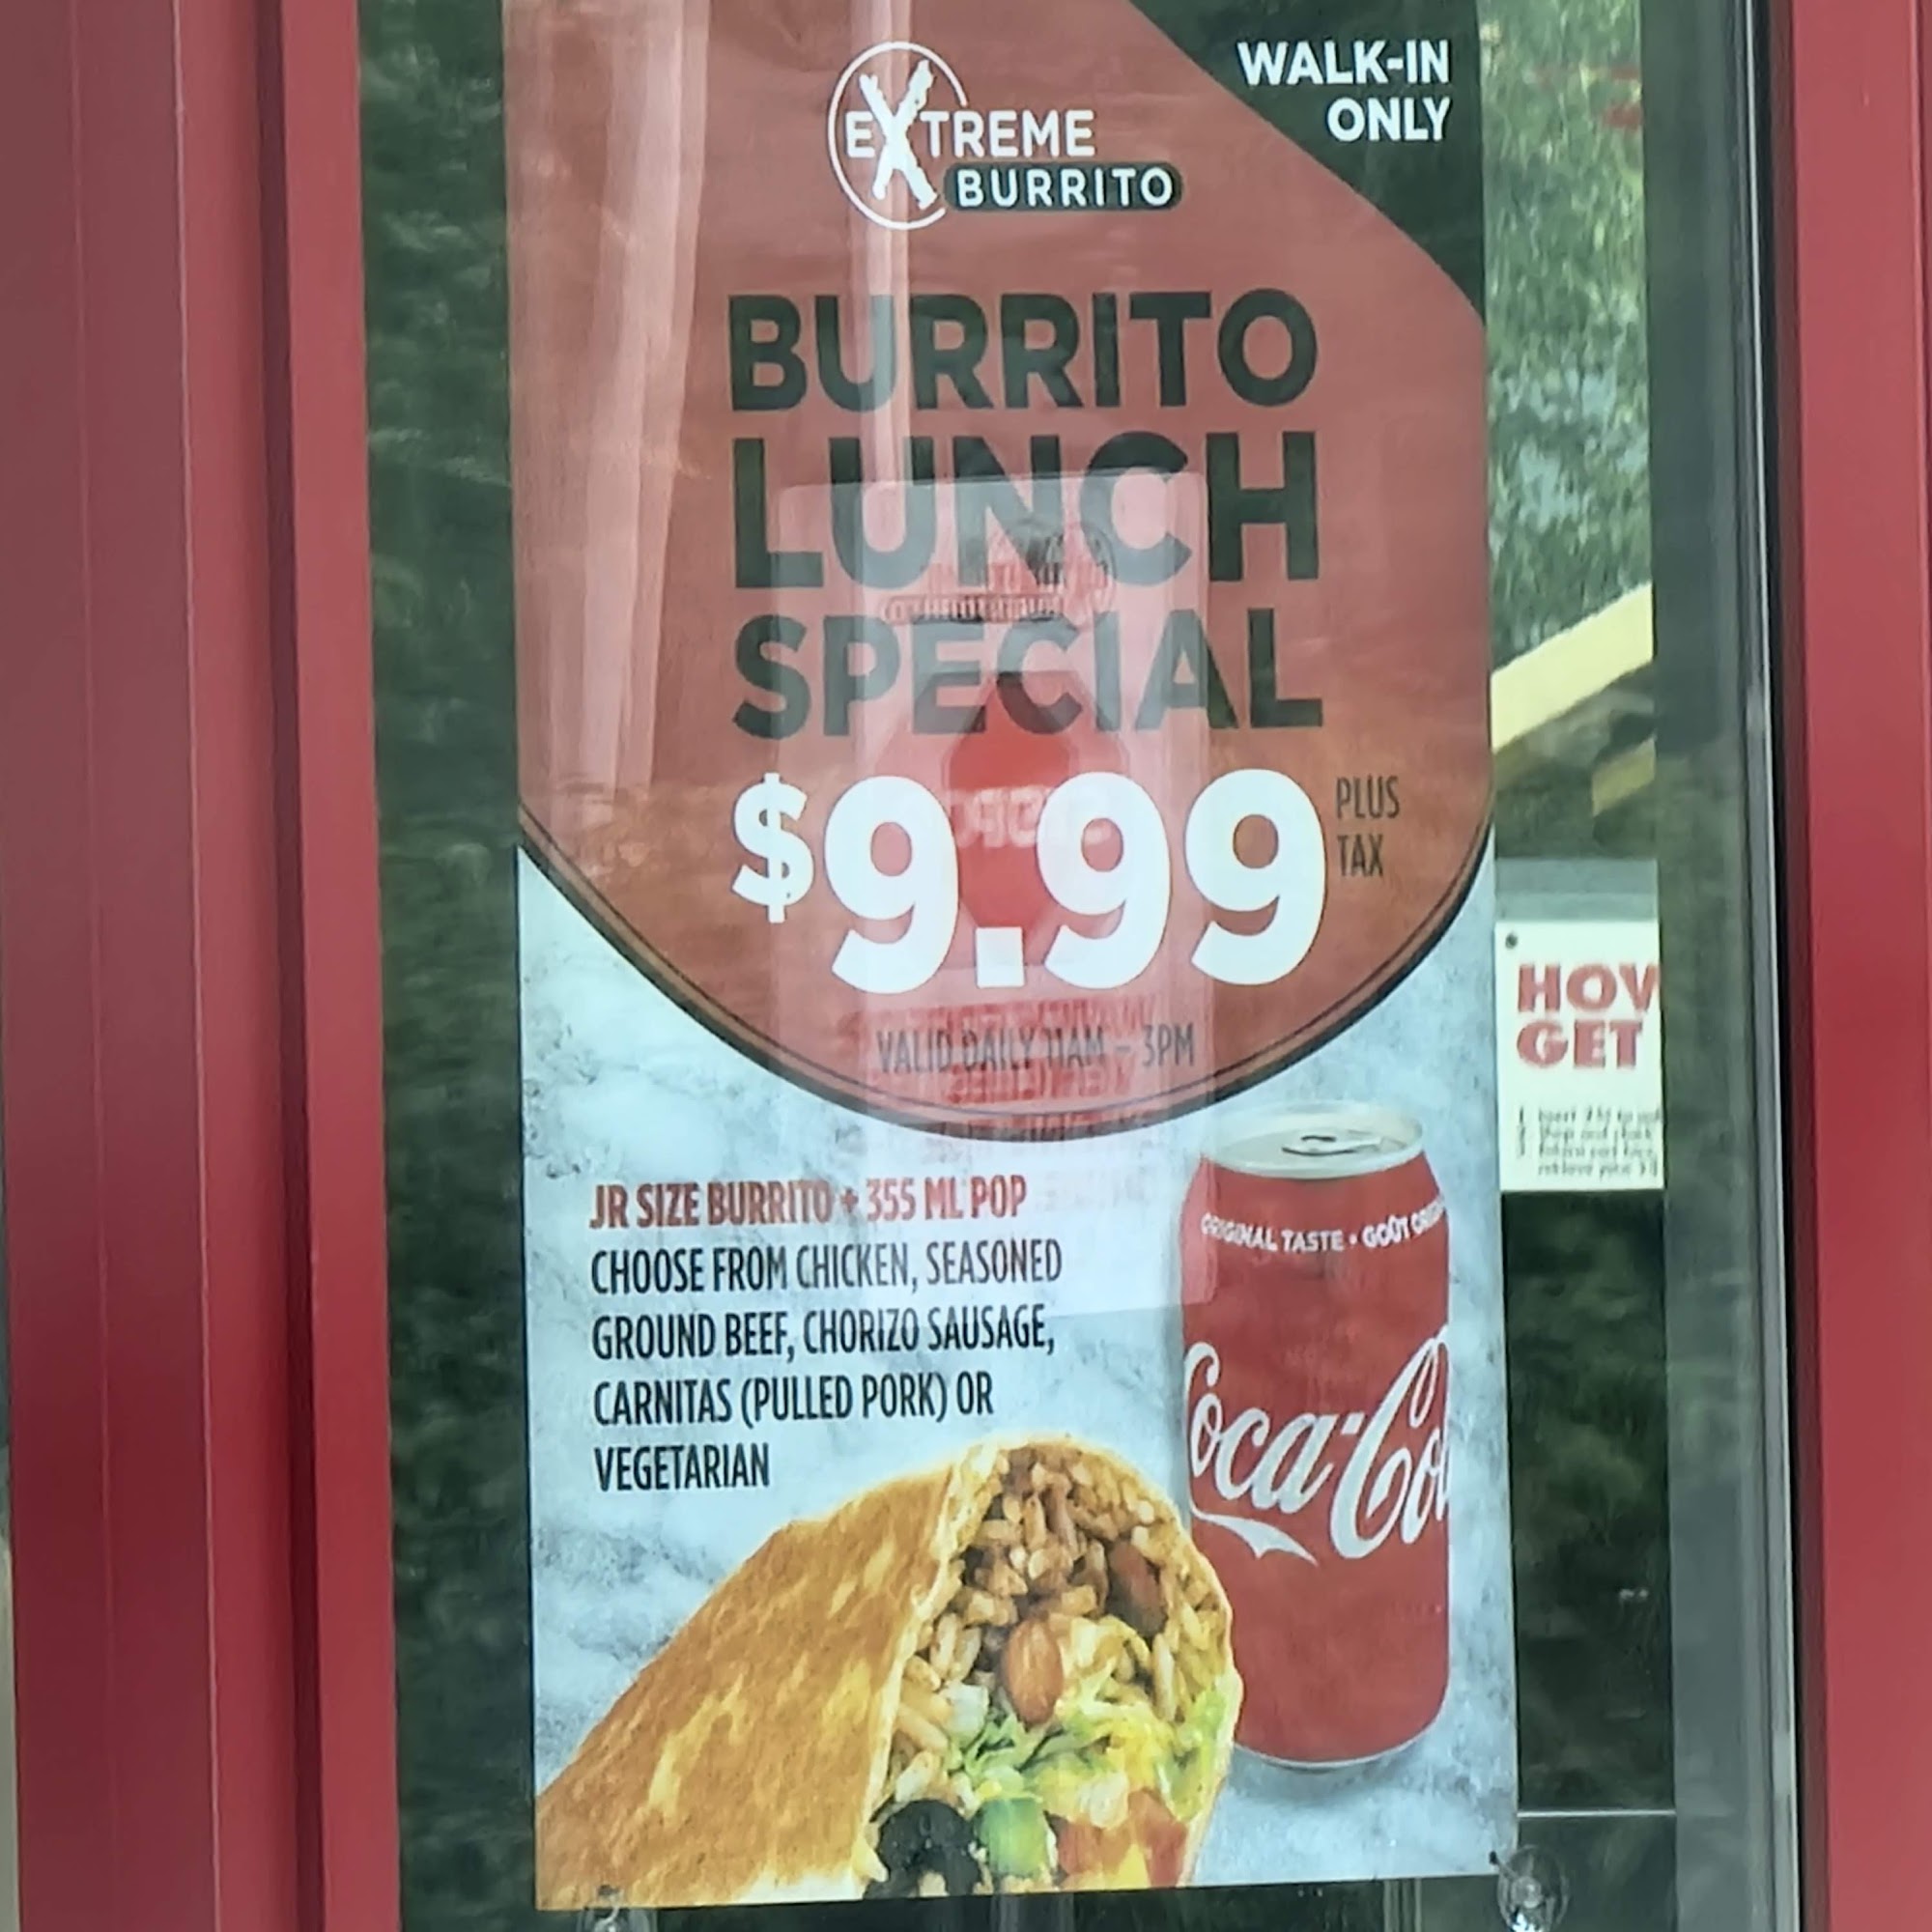 WALK-IN
ONLY
EXTREME
BURRITO
BURRITO
LUNCH
SPECIAL
$9.99 PLUS
TAX
VALID DAILY 11AM – 3PM
JR SIZE BURRITO + 355 ML POP
CHOOSE FROM CHICKEN, SEASONED
GROUND BEEF, CHORIZO SAUSAGE,
CARNITAS (PULLED PORK) OR
VEGETARIAN
ORIGINAL TASTE • GOÛT
Coca-Col
HOW
GET